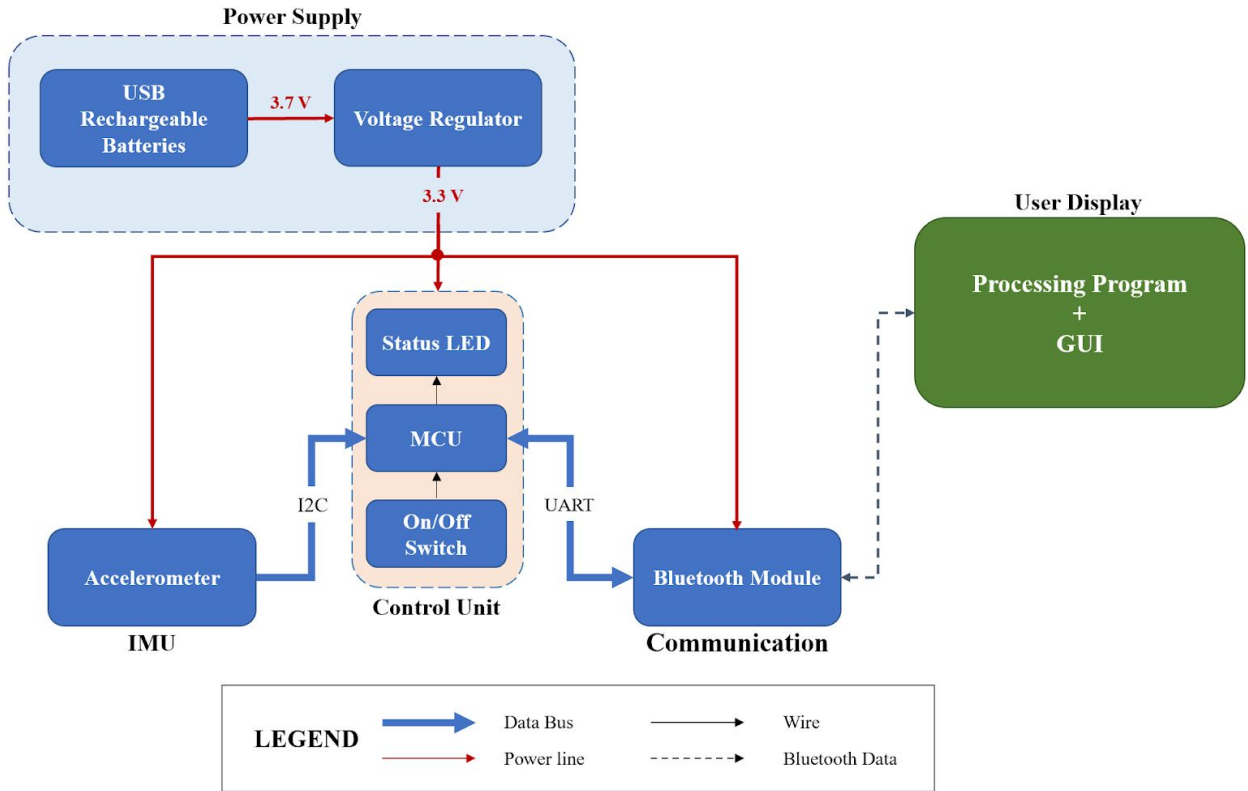 Power Supply
USB
Rechargeable
Batteries
3.7 V
Voltage Regulator
3.3 V
User Display
Processing Program
+
GUI
Status LED
MCU
I2C
UART
On/Off
Switch
Accelerometer
Bluetooth Module
Control Unit
IMU
Communication
LEGEND
Data Bus
Wire
Power line
Bluetooth Data